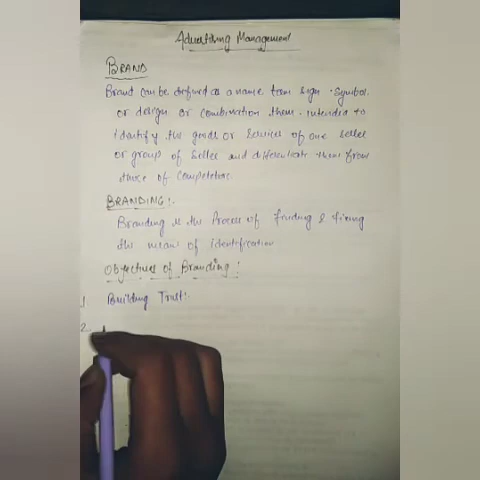 Advertising Management
BRAND
Brand can be defined as a name term sign . Symbol
or design or combination them . intended to
identify the goods or services of one seller
or group of Seller and differentiate them from
those of Competetors
BRANDING :-
Branding is the Process of finding & fixing
the means of identification
Objectives of Branding :
1 Building Trust :
2